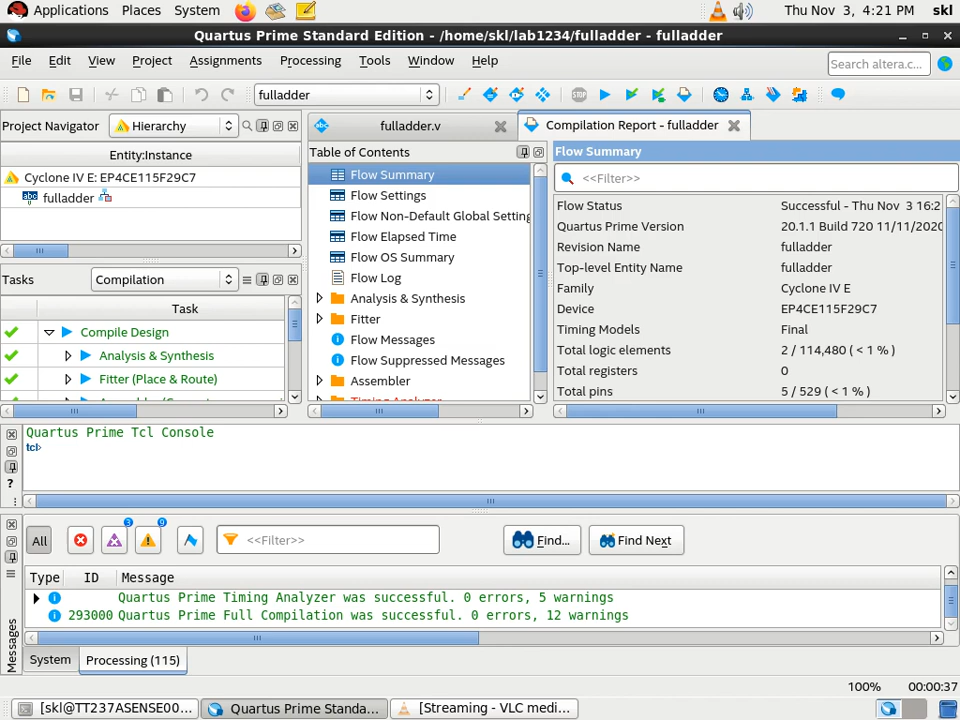 Applications Places System Thu Nov 3, 4:21 PM skl
Quartus Prime Standard Edition - /home/skl/lab1234/fulladder - fulladder
File Edit View Project Assignments Processing Tools Window Help Search altera.c...
fulladder
Project Navigator Hierarchy
Entity:Instance
Cyclone IV E: EP4CE115F29C7
abc fulladder
Tasks Compilation
Task
Compile Design
Analysis & Synthesis
Fitter (Place & Route)
fulladder.v Compilation Report - fulladder
Table of Contents
Flow Summary
Flow Settings
Flow Non-Default Global Setting
Flow Elapsed Time
Flow OS Summary
Flow Log
Analysis & Synthesis
Fitter
Flow Messages
Flow Suppressed Messages
Assembler
Timing Analyzer
Flow Summary
<<Filter>>
Flow Status Successful - Thu Nov 3 16:2
Quartus Prime Version 20.1.1 Build 720 11/11/2020
Revision Name fulladder
Top-level Entity Name fulladder
Family Cyclone IV E
Device EP4CE115F29C7
Timing Models Final
Total logic elements 2 / 114,480 ( < 1 % )
Total registers 0
Total pins 5 / 529 ( < 1 % )
Quartus Prime Tcl Console
tcl>
All 3 9 <<Filter>> Find... Find Next
Type ID Message
Quartus Prime Timing Analyzer was successful. 0 errors, 5 warnings
293000 Quartus Prime Full Compilation was successful. 0 errors, 12 warnings
Messages
System Processing (115)
100% 00:00:37
[skl@TT237ASENSE00... Quartus Prime Standa... [Streaming - VLC medi...